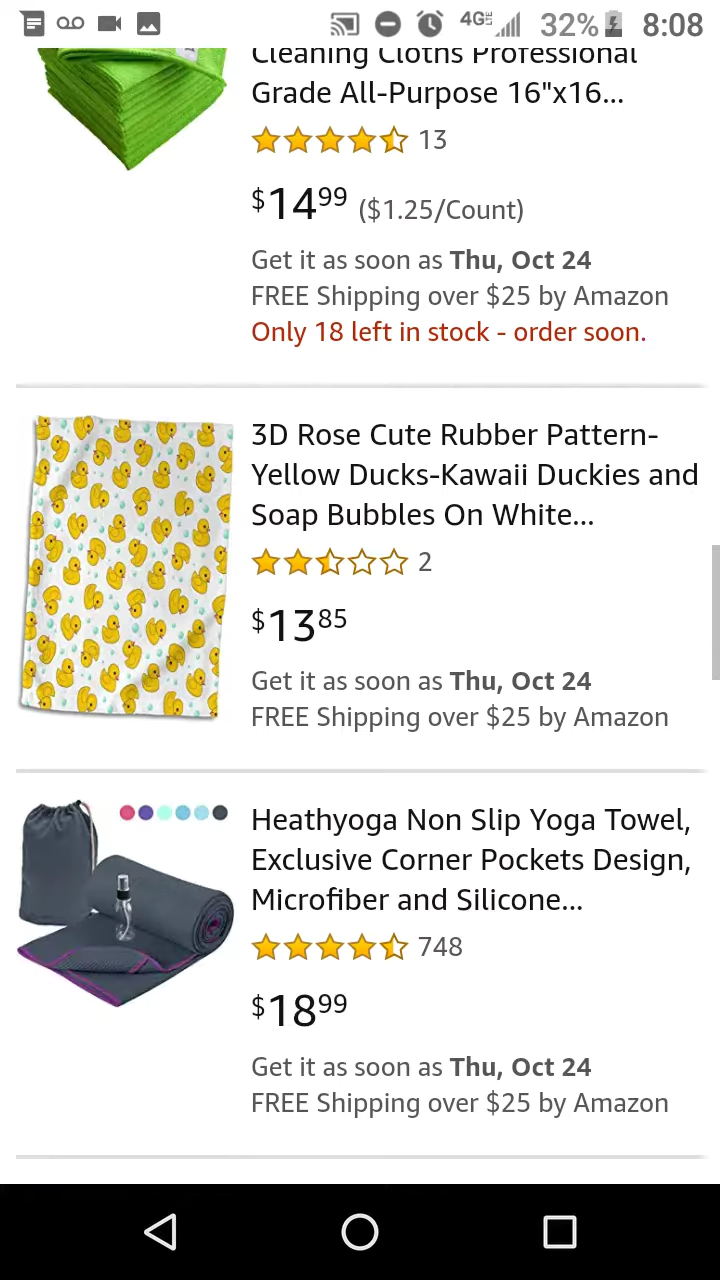 4G LTE 32% 8:08
Cleaning Cloths Professional
Grade All-Purpose 16"x16...
13
$14.99 ($1.25/Count)
Get it as soon as Thu, Oct 24
FREE Shipping over $25 by Amazon
Only 18 left in stock - order soon.
3D Rose Cute Rubber Pattern-
Yellow Ducks-Kawaii Duckies and
Soap Bubbles On White...
2
$13.85
Get it as soon as Thu, Oct 24
FREE Shipping over $25 by Amazon
Heathyoga Non Slip Yoga Towel,
Exclusive Corner Pockets Design,
Microfiber and Silicone...
748
$18.99
Get it as soon as Thu, Oct 24
FREE Shipping over $25 by Amazon